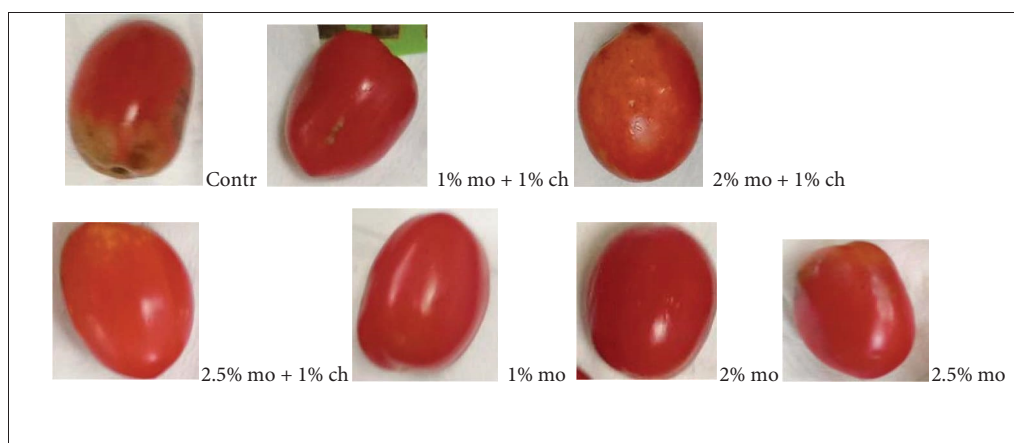 Contr
1% mo + 1% ch
2% mo + 1% ch
2.5% mo + 1% ch
1% mo
2% mo
2.5% mo